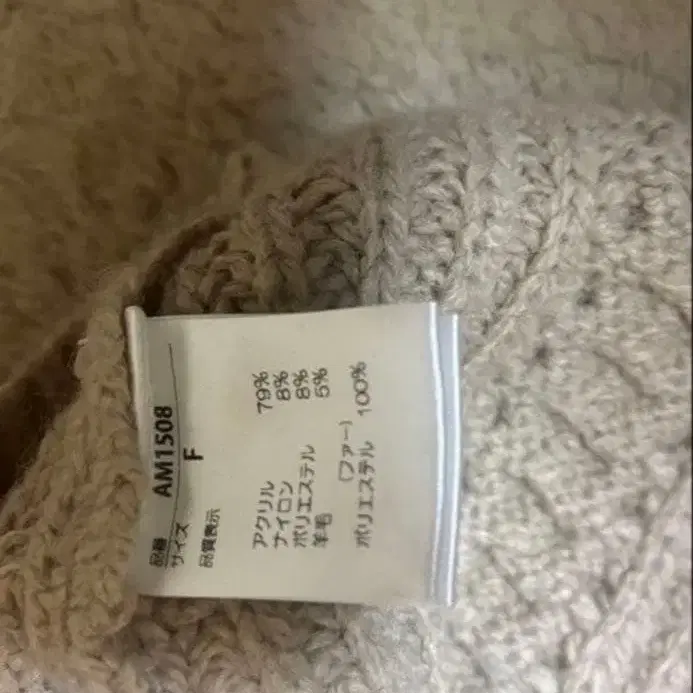 品番 AM1508
サイズ F
品質表示
アクリル 79%
ナイロン 8%
ポリエステル 8%
羊毛 5%
(ファー)
ポリエステル 100%